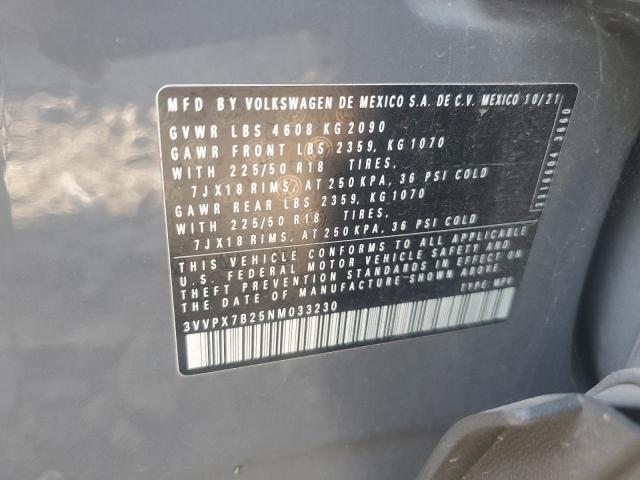 MFD BY VOLKSWAGEN DE MEXICO S.A. DE C.V. MEXICO 10/21
GVWR LBS 4608 KG 2090
GAWR FRONT LBS 2359, KG 1070
WITH 225/50 R18 TIRES,
7JX18 RIMS, AT 250 KPA, 36 PSI COLD
GAWR REAR LBS 2359, KG 1070
WITH 225/50 R18 TIRES,
7JX18 RIMS, AT 250 KPA, 36 PSI COLD
THIS VEHICLE CONFORMS TO ALL APPLICABLE
U.S. FEDERAL MOTOR VEHICLE SAFETY AND
THEFT PREVENTION STANDARDS IN EFFECT ON
THE DATE OF MANUFACTURE SHOWN ABOVE.
TYPE: MPV
3VVPX7B25NM033230
3660